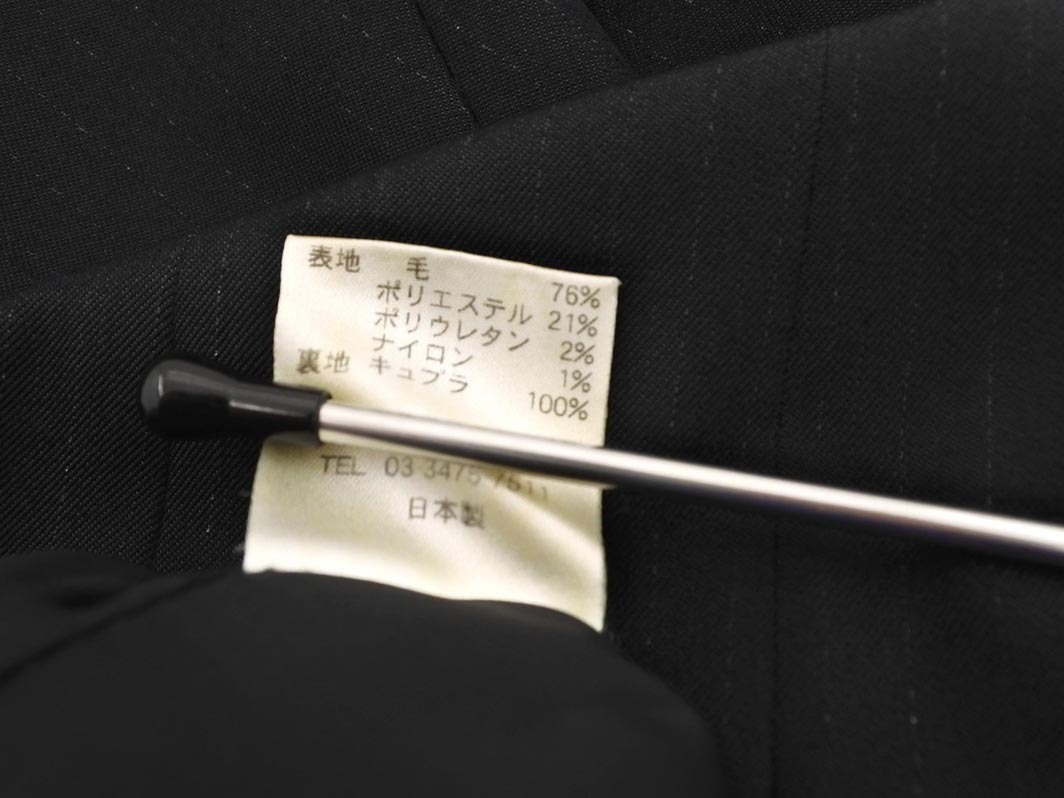 表地 毛 76%
ポリエステル 21%
ポリウレタン 2%
ナイロン 1%
裏地 キュプラ 100%
TEL 03-3475-7511
日本製